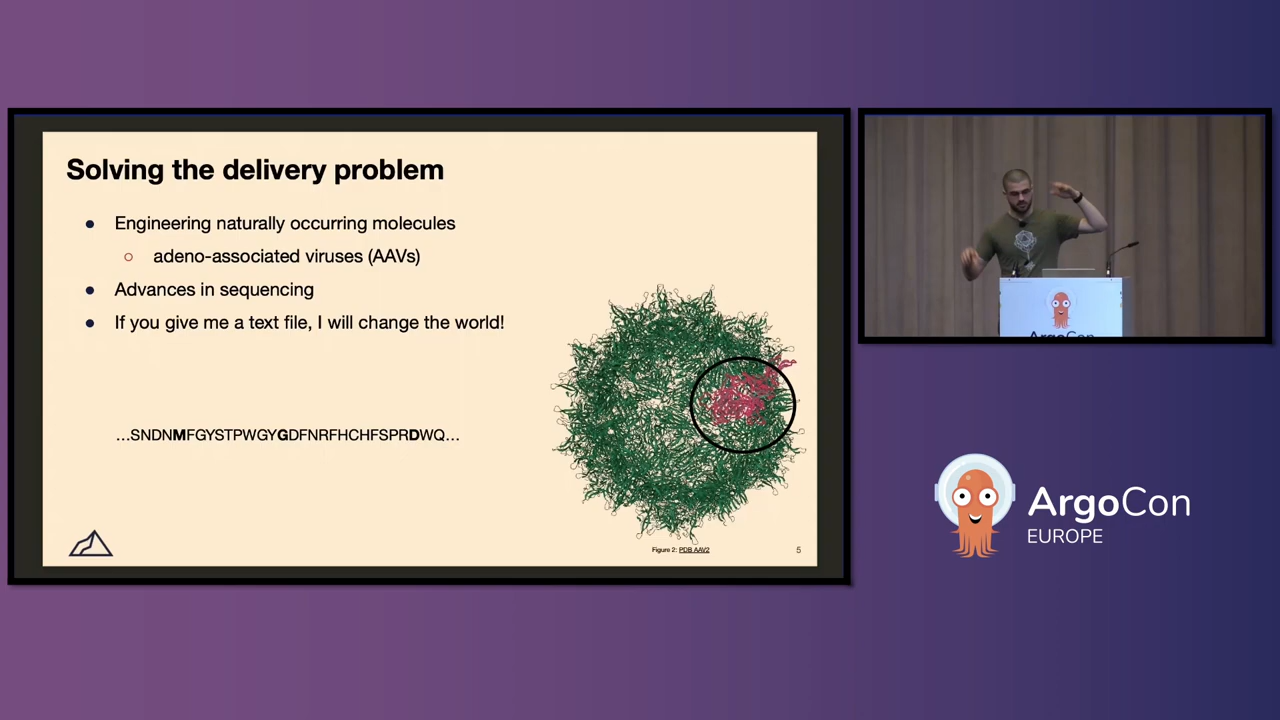 Solving the delivery problem
● Engineering naturally occurring molecules
○ adeno-associated viruses (AAVs)
● Advances in sequencing
● If you give me a text file, I will change the world!
...SNDNMFGYSTPWGYGDFNRFHCHFSPRDWQ...
Figure 2: PDB AAV2
5
ArgoCon
ArgoCon
EUROPE